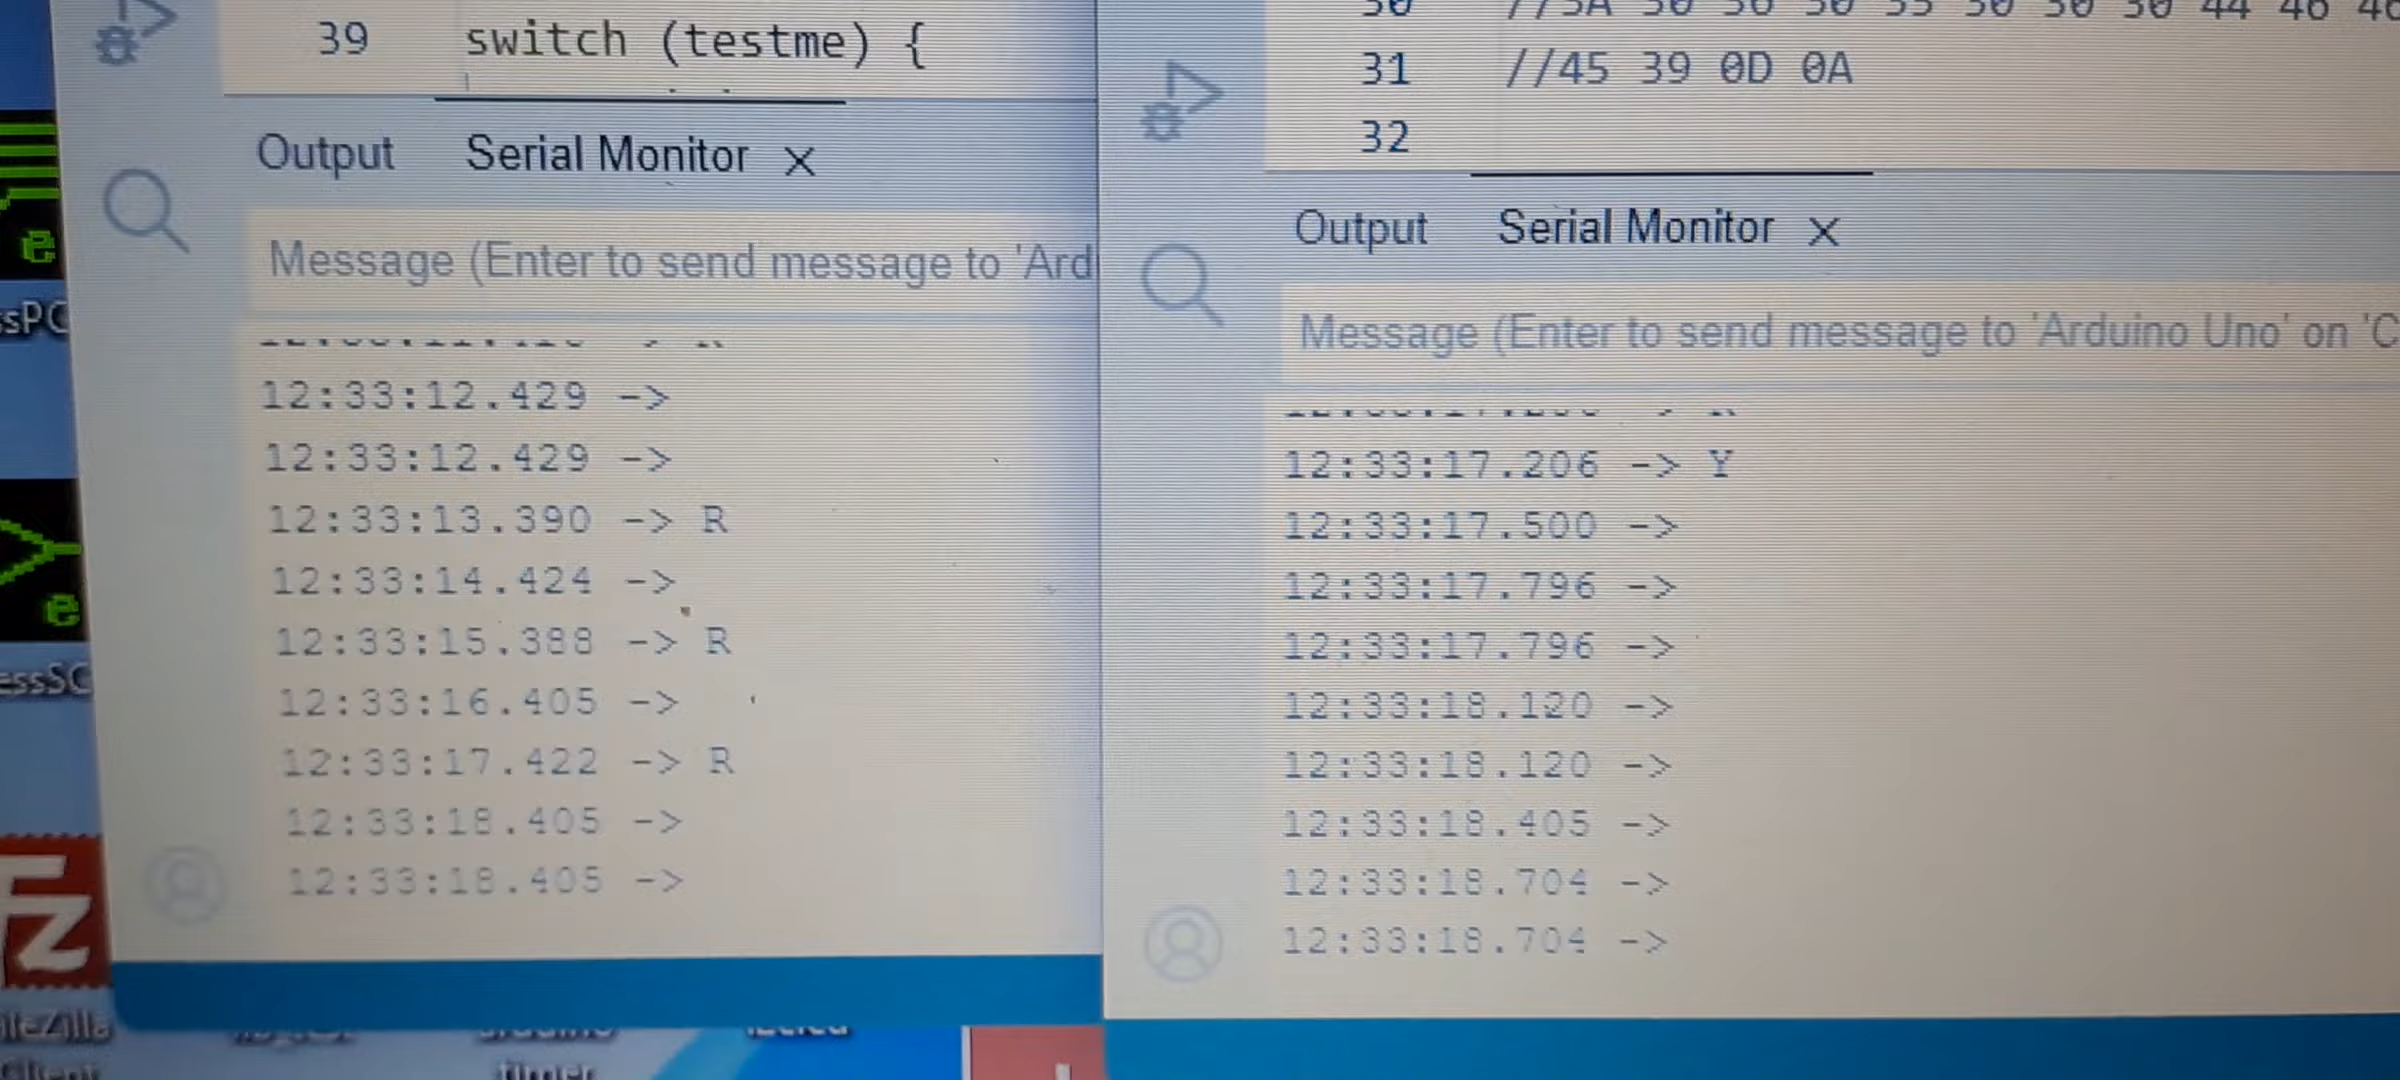 39 switch (testme) {
Output Serial Monitor X
Message (Enter to send message to 'Ard
12:33:12.429 ->
12:33:12.429 ->
12:33:13.390 -> R
12:33:14.424 ->
12:33:15.388 -> R
12:33:16.405 ->
12:33:17.422 -> R
12:33:18.405 ->
12:33:18.405 ->
31 //45 39 0D 0A
32
Output Serial Monitor X
Message (Enter to send message to 'Arduino Uno' on 'C
12:33:17.206 -> Y
12:33:17.500 ->
12:33:17.796 ->
12:33:17.796 ->
12:33:18.120 ->
12:33:18.120 ->
12:33:18.405 ->
12:33:18.704 ->
12:33:18.704 ->
e
sPC
e
essSC
FZ